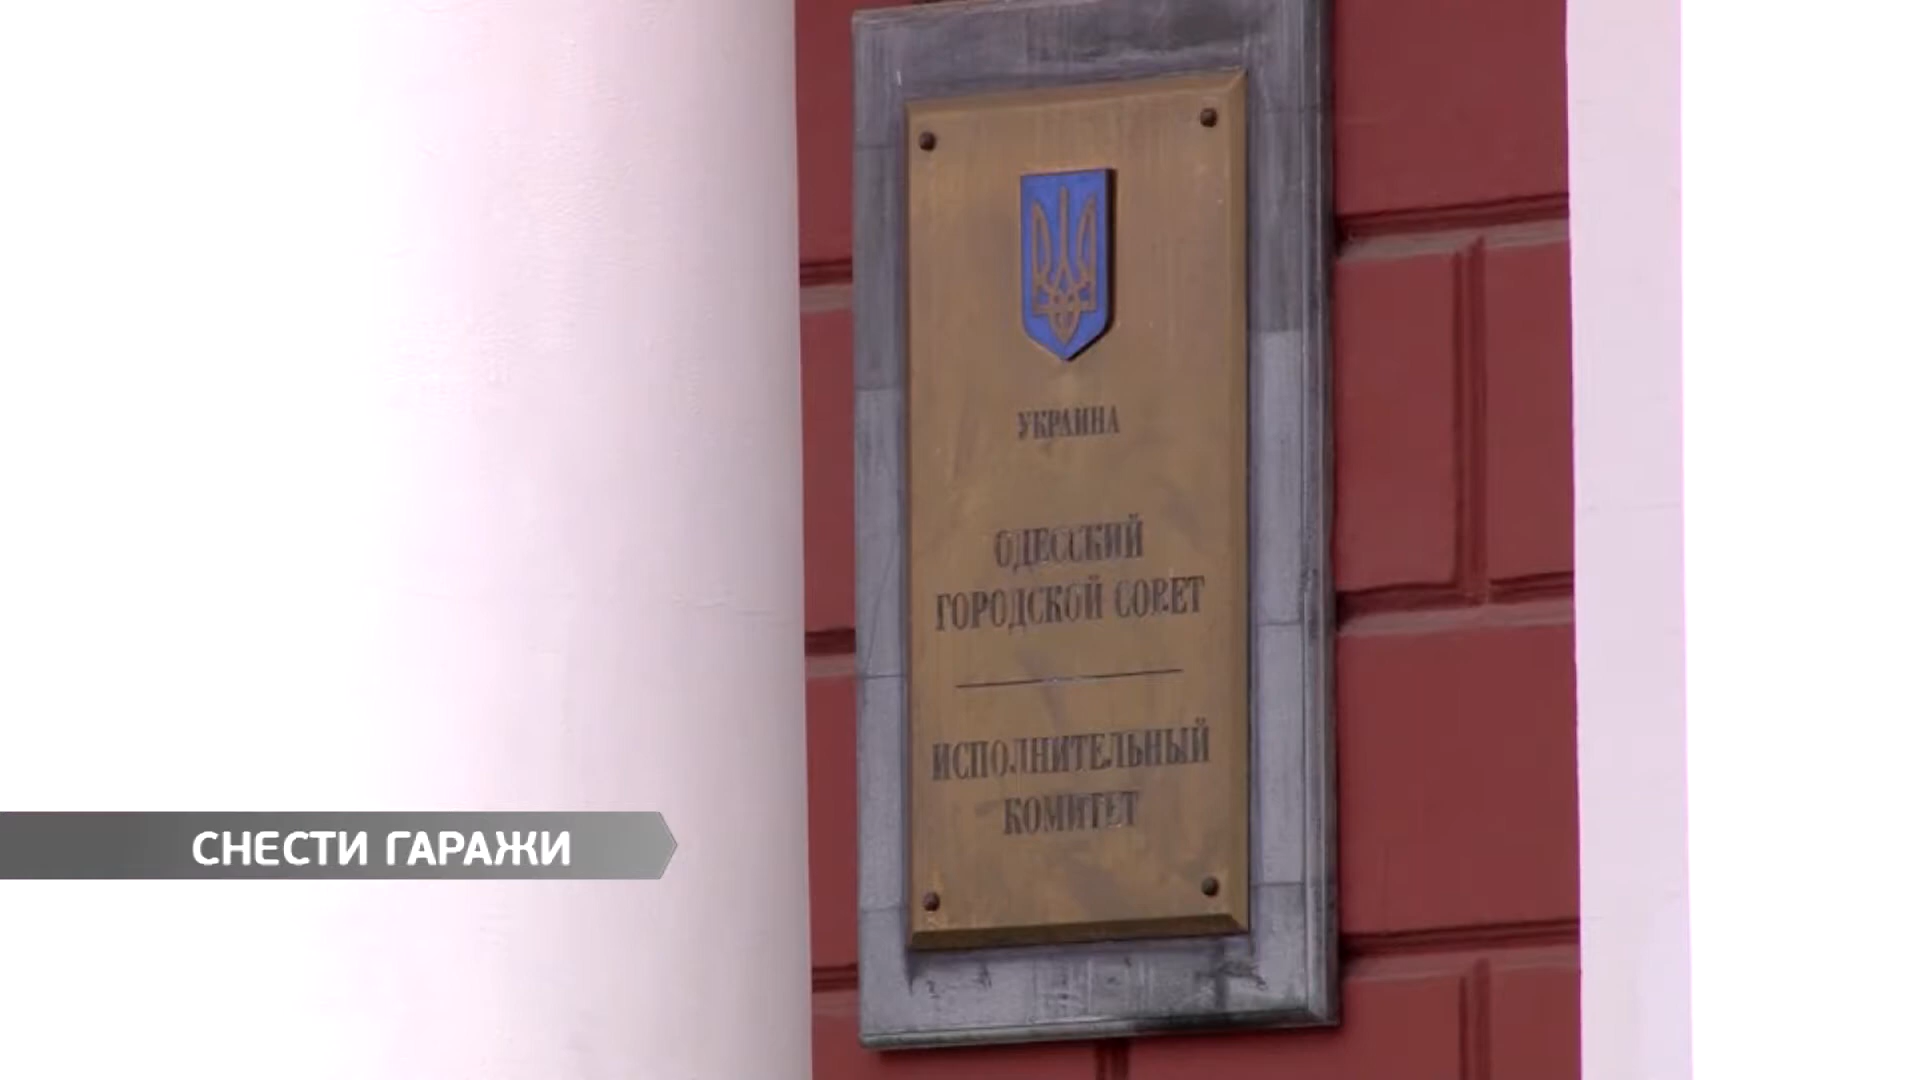 УКРАИНА
ОДЕССКИЙ
ГОРОДСКОЙ СОВЕТ
ИСПОЛНИТЕЛЬНЫЙ
КОМИТЕТ
СНЕСТИ ГАРАЖИ